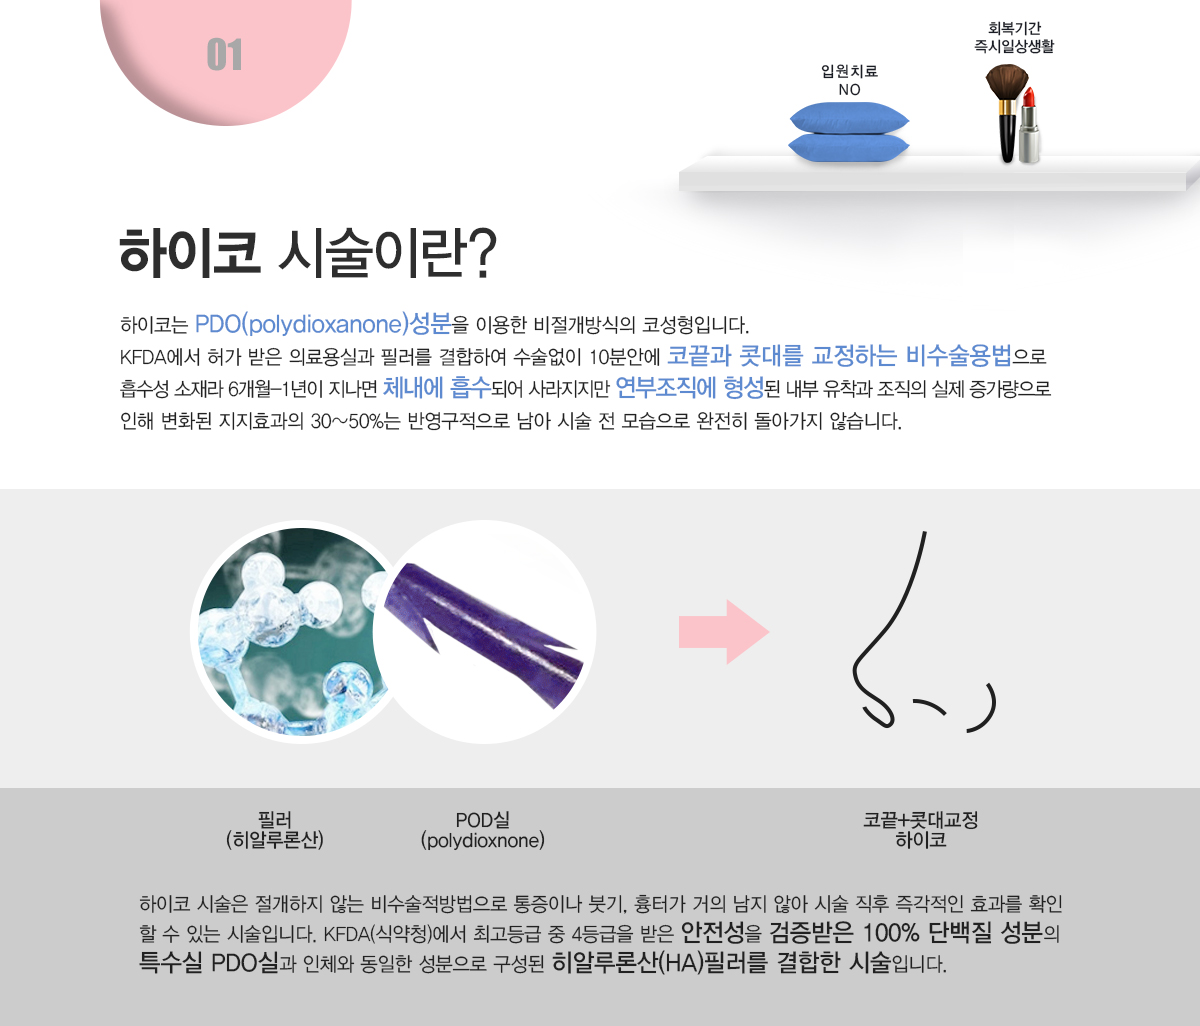 01
회복기간
즉시일상생활
입원치료
NO
하이코 시술이란?
하이코는 PDO(polydioxanone)성분을 이용한 비절개방식의 코성형입니다.
KFDA에서 허가 받은 의료용실과 필러를 결합하여 수술없이 10분안에 코끝과 콧대를 교정하는 비수술용법으로
흡수성 소재라 6개월-1년이 지나면 체내에 흡수되어 사라지지만 연부조직에 형성된 내부 유착과 조직의 실제 증가량으로
인해 변화된 지지효과의 30~50%는 반영구적으로 남아 시술 전 모습으로 완전히 돌아가지 않습니다.
필러
(히알루론산)
POD실
(polydioxnone)
코끝+콧대교정
하이코
하이코 시술은 절개하지 않는 비수술적방법으로 통증이나 붓기, 흉터가 거의 남지 않아 시술 직후 즉각적인 효과를 확인
할 수 있는 시술입니다. KFDA(식약청)에서 최고등급 중 4등급을 받은 안전성을 검증받은 100% 단백질 성분의
특수실 PDO실과 인체와 동일한 성분으로 구성된 히알루론산(HA)필러를 결합한 시술입니다.